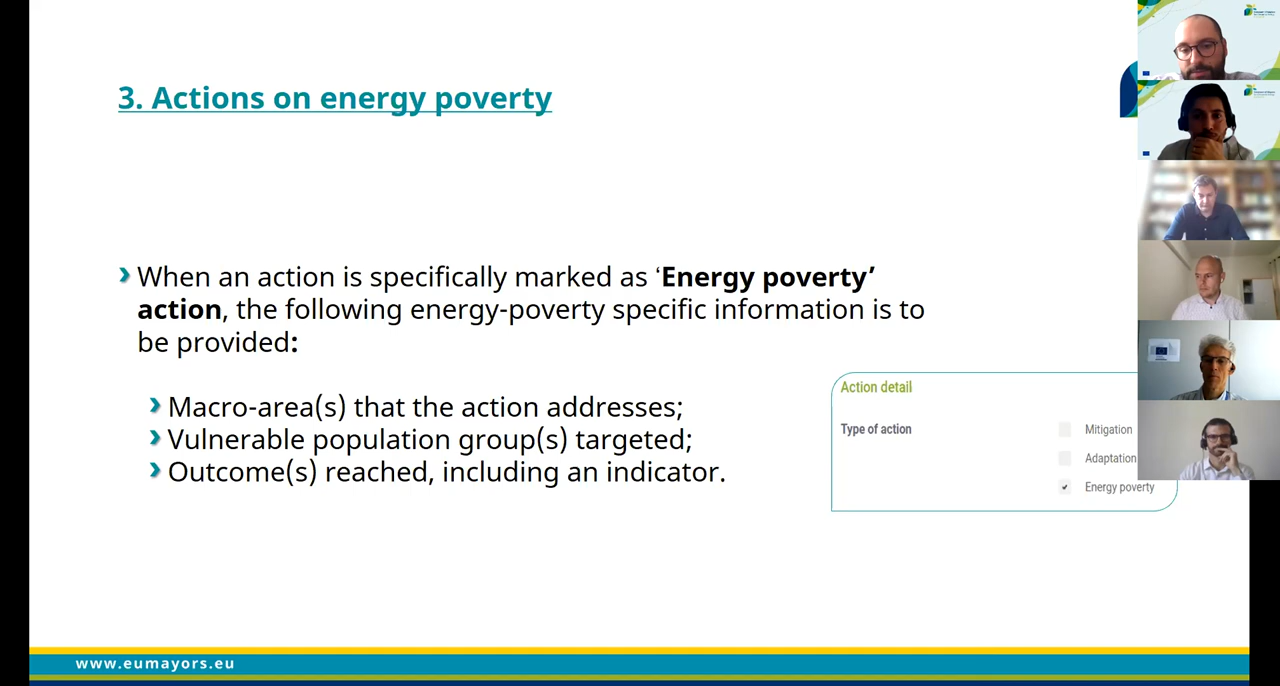 3. Actions on energy poverty
› When an action is specifically marked as ‘Energy poverty’
action, the following energy-poverty specific information is to
be provided:
› Macro-area(s) that the action addresses;
› Vulnerable population group(s) targeted;
› Outcome(s) reached, including an indicator.
Action detail
Type of action
Mitigation
Adaptation
✔ Energy poverty
www.eumayors.eu